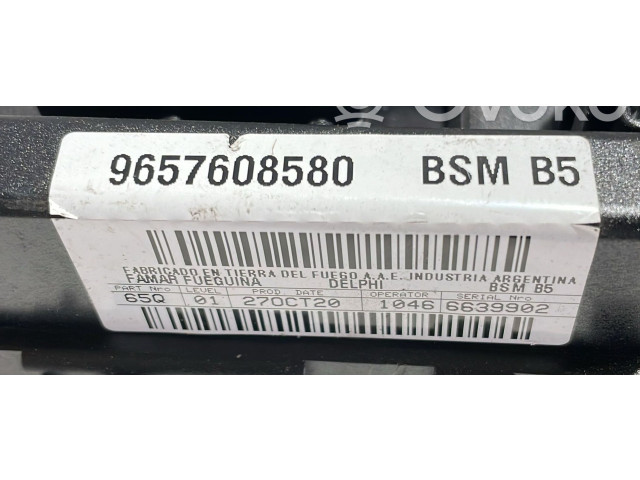 Ovoko
9657608580 BSM B5
FABRICADO EN TIERRA DEL FUEGO A.A.E. INDUSTRIA ARGENTINA
FAMAR FUEGUINA DELPHI BSM B5
PART Nro LEVEL PROD DATE OPERATOR SERIAL Nro
65Q 01 27OCT20 1046 6639902